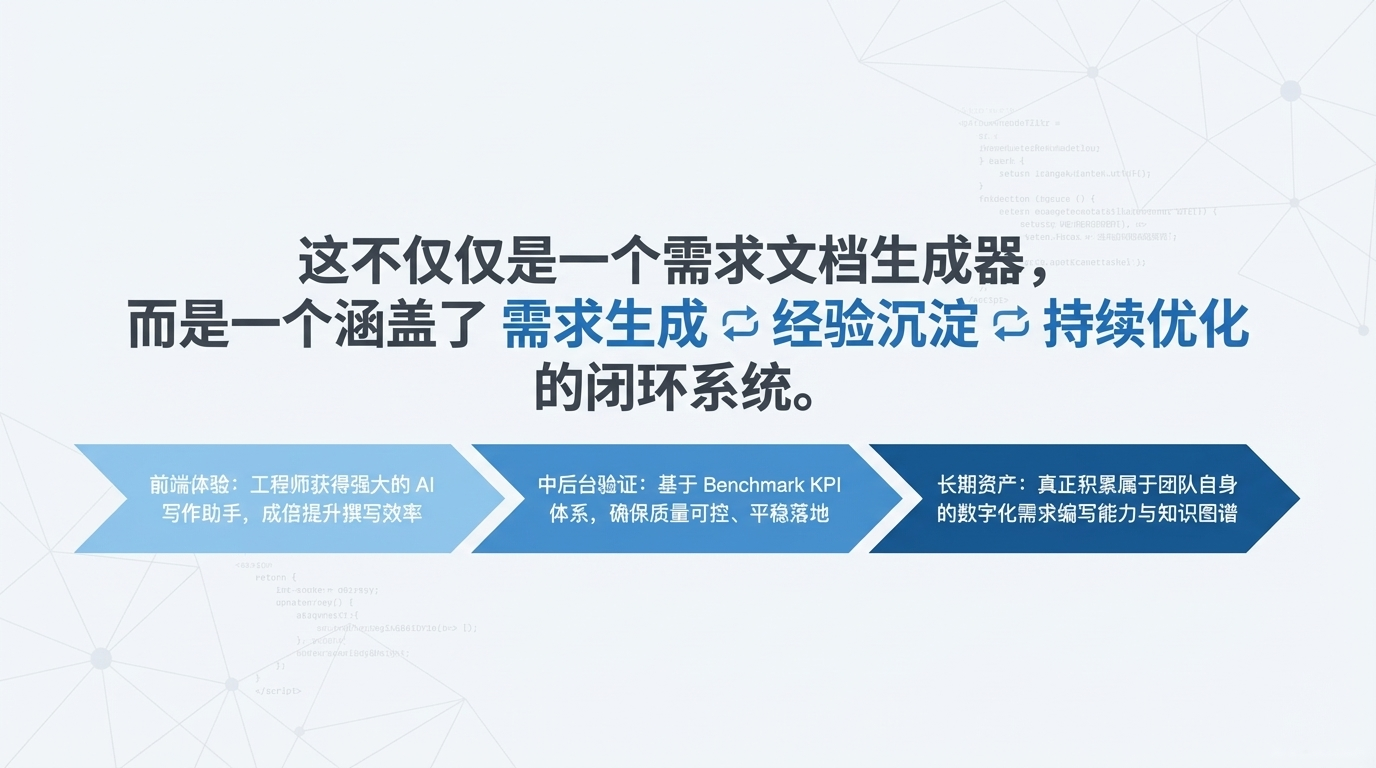 这不仅仅是一个需求文档生成器，
而是一个涵盖了 需求生成 经验沉淀 持续优化
的闭环系统。
前端体验：工程师获得强大的 AI
写作助手，成倍提升撰写效率
中后台验证：基于 Benchmark KPI
体系，确保质量可控、平稳落地
长期资产：真正积累属于团队自身
的数字化需求编写能力与知识图谱
return {
});
}
</script>